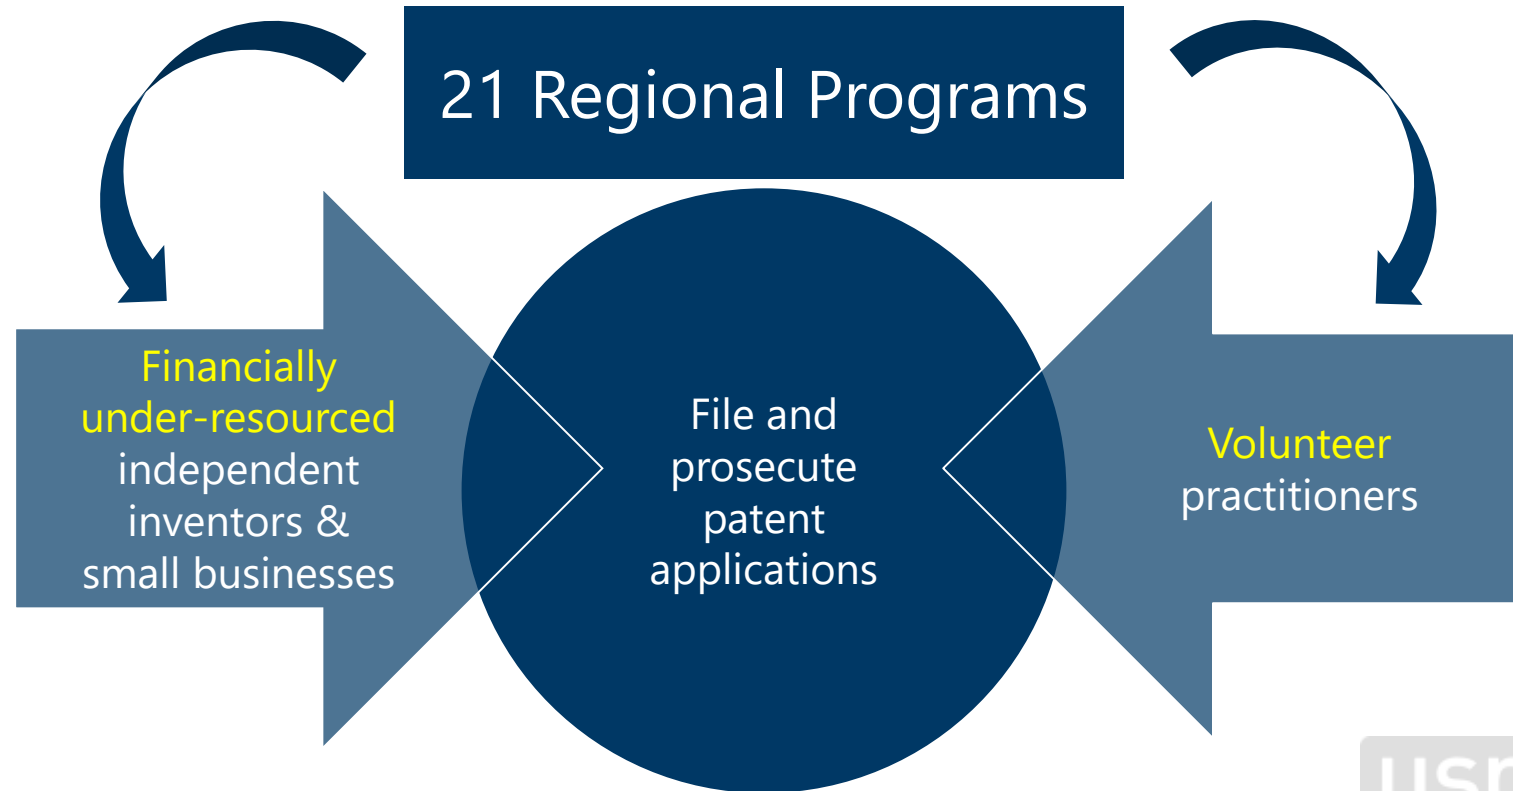 21 Regional Programs
Financially
under-resourced
independent
inventors &
small businesses
File and
prosecute
patent
applications
Volunteer
practitioners